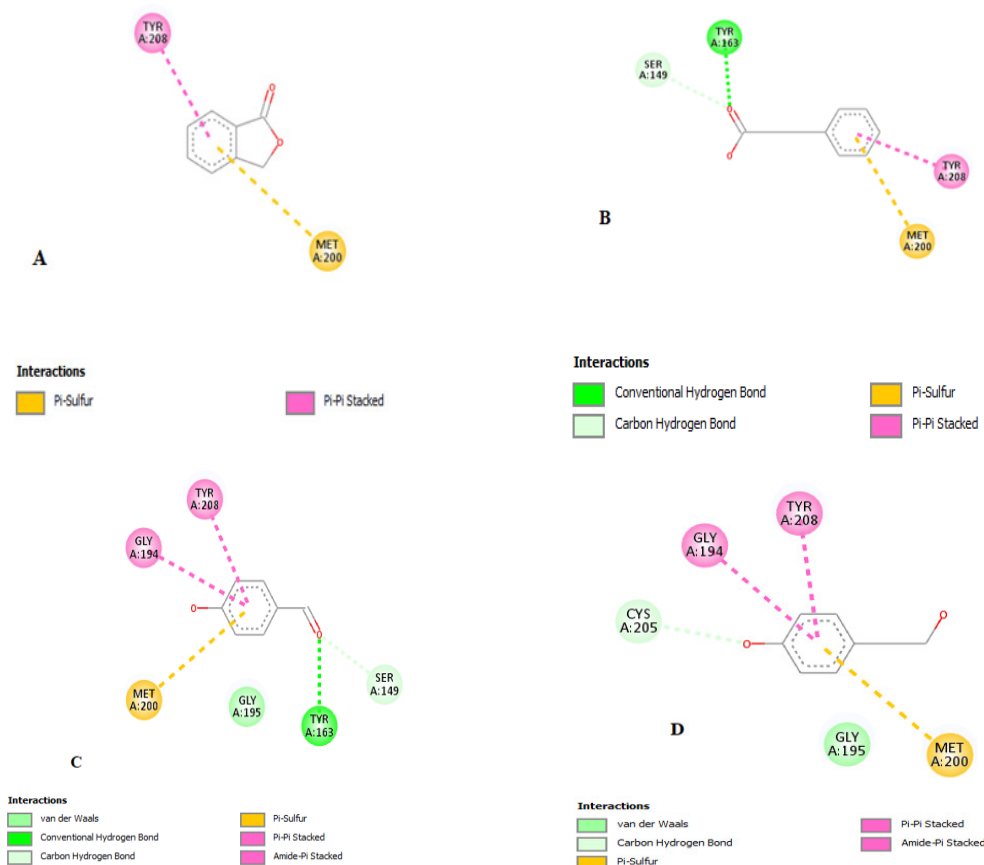 TYR
A:208
O
O
MET
A:200
A
TYR
A:163
SER
A:149
O
O
TYR
A:208
MET
A:200
B
Interactions
Pi-Sulfur
Pi-Pi Stacked
Interactions
Conventional Hydrogen Bond
Pi-Sulfur
Carbon Hydrogen Bond
Pi-Pi Stacked
TYR
A:208
GLY
A:194
O
O
MET
A:200
GLY
A:195
TYR
A:163
SER
A:149
C
TYR
A:208
GLY
A:194
CYS
A:205
O
O
GLY
A:195
MET
A:200
D
Interactions
van der Waals
Pi-Sulfur
Conventional Hydrogen Bond
Pi-Pi Stacked
Carbon Hydrogen Bond
Amide-Pi Stacked
Interactions
van der Waals
Pi-Pi Stacked
Carbon Hydrogen Bond
Amide-Pi Stacked
Pi-Sulfur